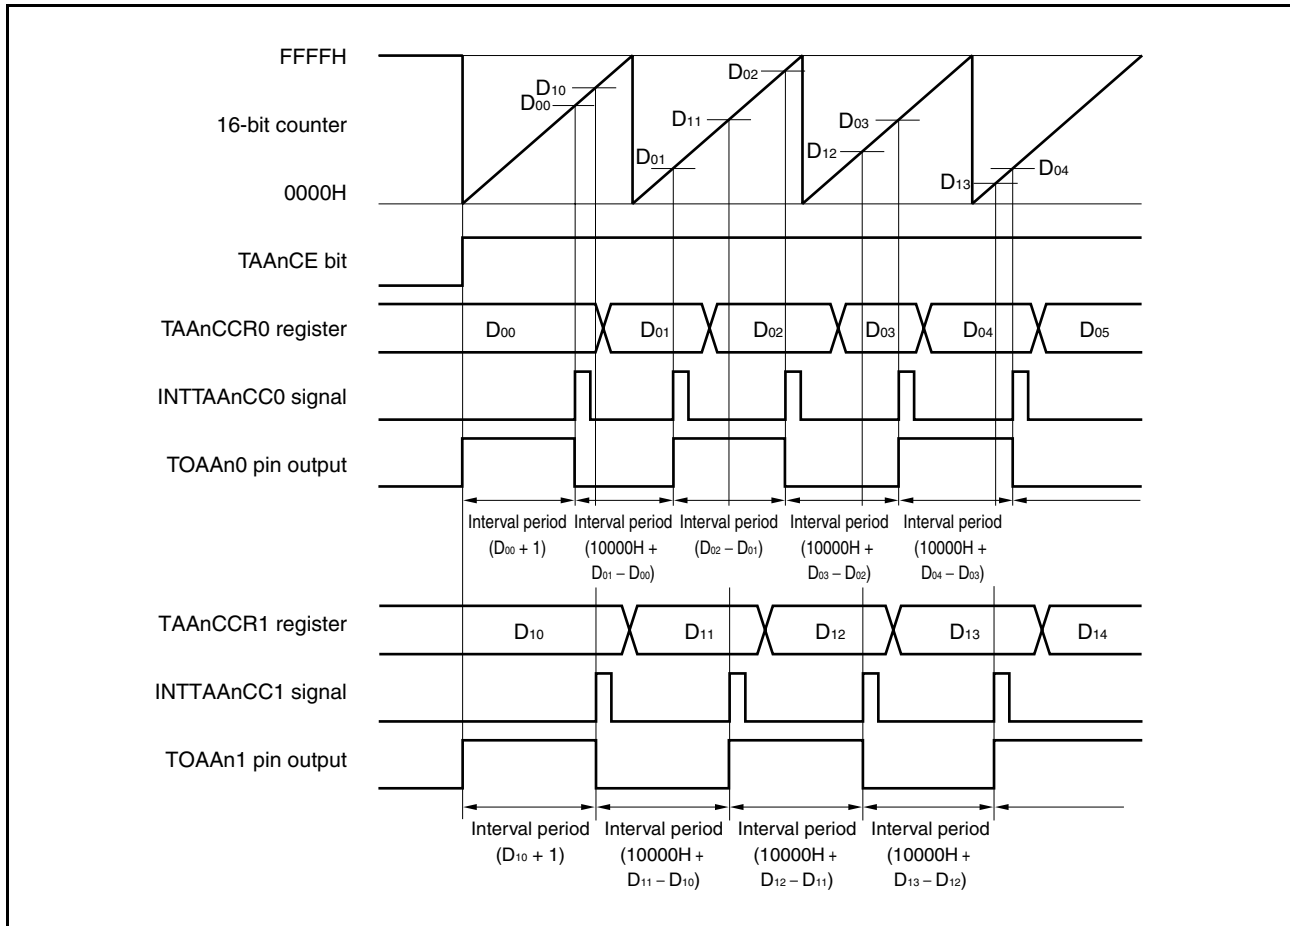 FFFFH
D10
D00
D02
16-bit counter
D11
D03
D12
D01
D04
D13
0000H
TAAnCE bit
TAAnCCR0 register
D00
D01
D02
D03
D04
D05
INTTAAnCC0 signal
TOAAn0 pin output
Interval period
(D00 + 1)
Interval period
(10000H +
D01 – D00)
Interval period
(D02 – D01)
Interval period
(10000H +
D03 – D02)
Interval period
(10000H +
D04 – D03)
TAAnCCR1 register
D10
D11
D12
D13
D14
INTTAAnCC1 signal
TOAAn1 pin output
Interval period
(D10 + 1)
Interval period
(10000H +
D11 – D10)
Interval period
(10000H +
D12 – D11)
Interval period
(10000H +
D13 – D12)